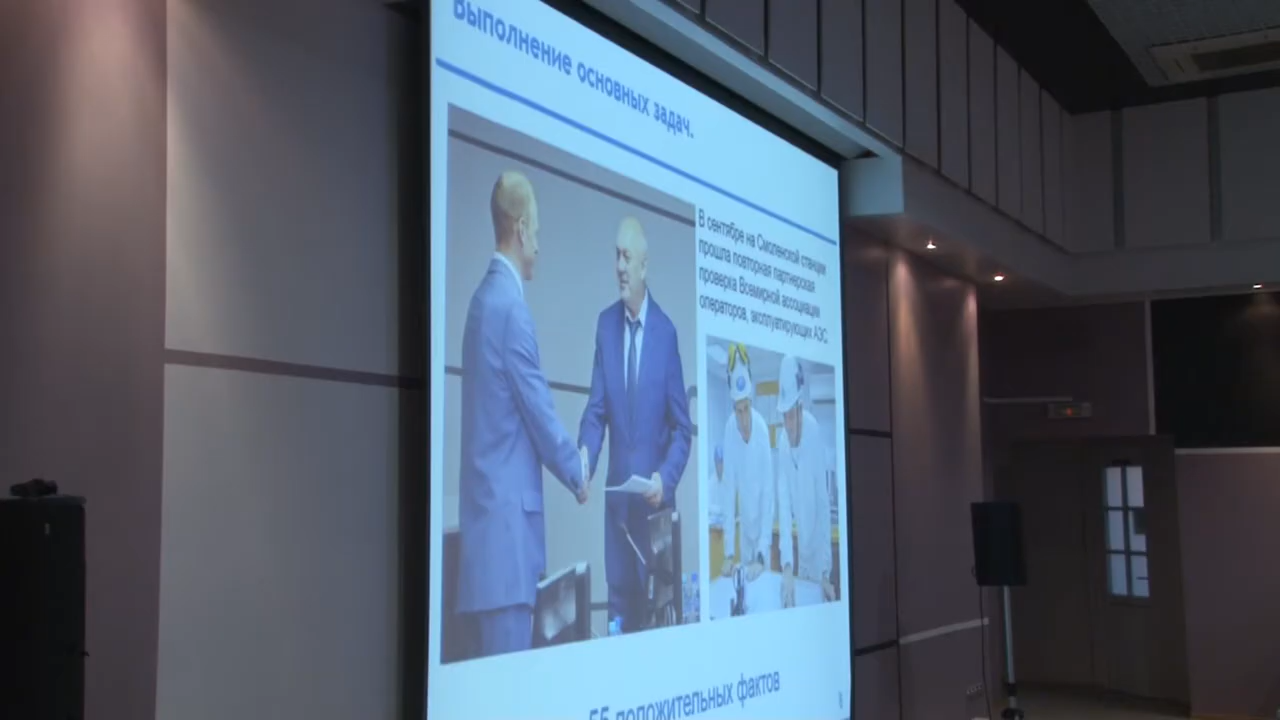 Выполнение основных задач.
В сентябре на Смоленской станции
прошла повторная партнерская
проверка Всемирной ассоциации
операторов, эксплуатирующих АЭС.
55 положительных фактов